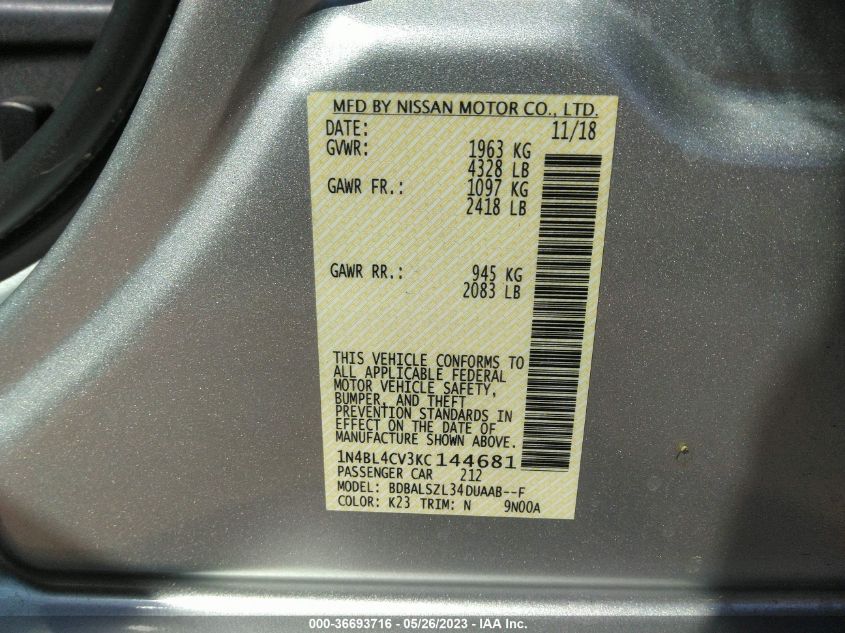 MFD BY NISSAN MOTOR CO., LTD.
DATE: 11/18
GVWR: 1963 KG
4328 LB
GAWR FR.: 1097 KG
2418 LB
GAWR RR.: 945 KG
2083 LB
THIS VEHICLE CONFORMS TO
ALL APPLICABLE FEDERAL
MOTOR VEHICLE SAFETY,
BUMPER, AND THEFT
PREVENTION STANDARDS IN
EFFECT ON THE DATE OF
MANUFACTURE SHOWN ABOVE.
1N4BL4CV3KC144681
PASSENGER CAR 212
MODEL: BDBALSZL34DUAAB--F
COLOR: K23 TRIM: N 9N00A
000-36693716 - 05/26/2023 - IAA Inc.